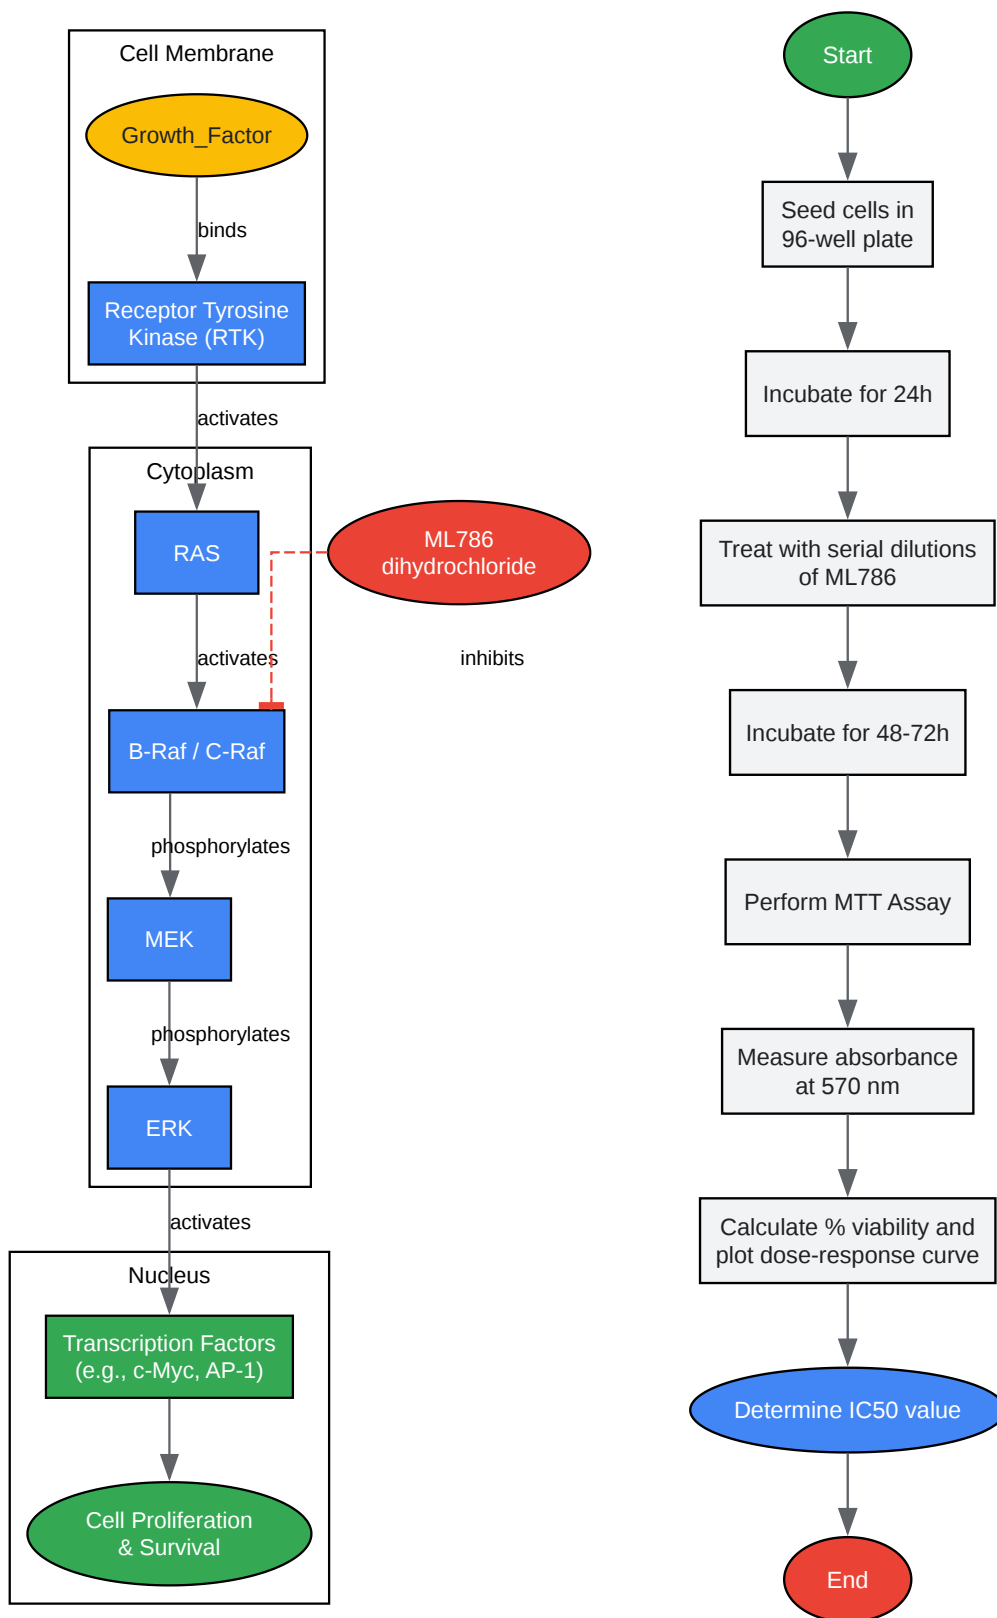 Cell Membrane
Growth_Factor
binds
Receptor Tyrosine
Kinase (RTK)
activates
Cytoplasm
RAS
ML786
dihydrochloride
activates
inhibits
B-Raf / C-Raf
phosphorylates
MEK
phosphorylates
ERK
activates
Nucleus
Transcription Factors
(e.g., c-Myc, AP-1)
Cell Proliferation
& Survival
Start
Seed cells in
96-well plate
Incubate for 24h
Treat with serial dilutions
of ML786
Incubate for 48-72h
Perform MTT Assay
Measure absorbance
at 570 nm
Calculate % viability and
plot dose-response curve
Determine IC50 value
End